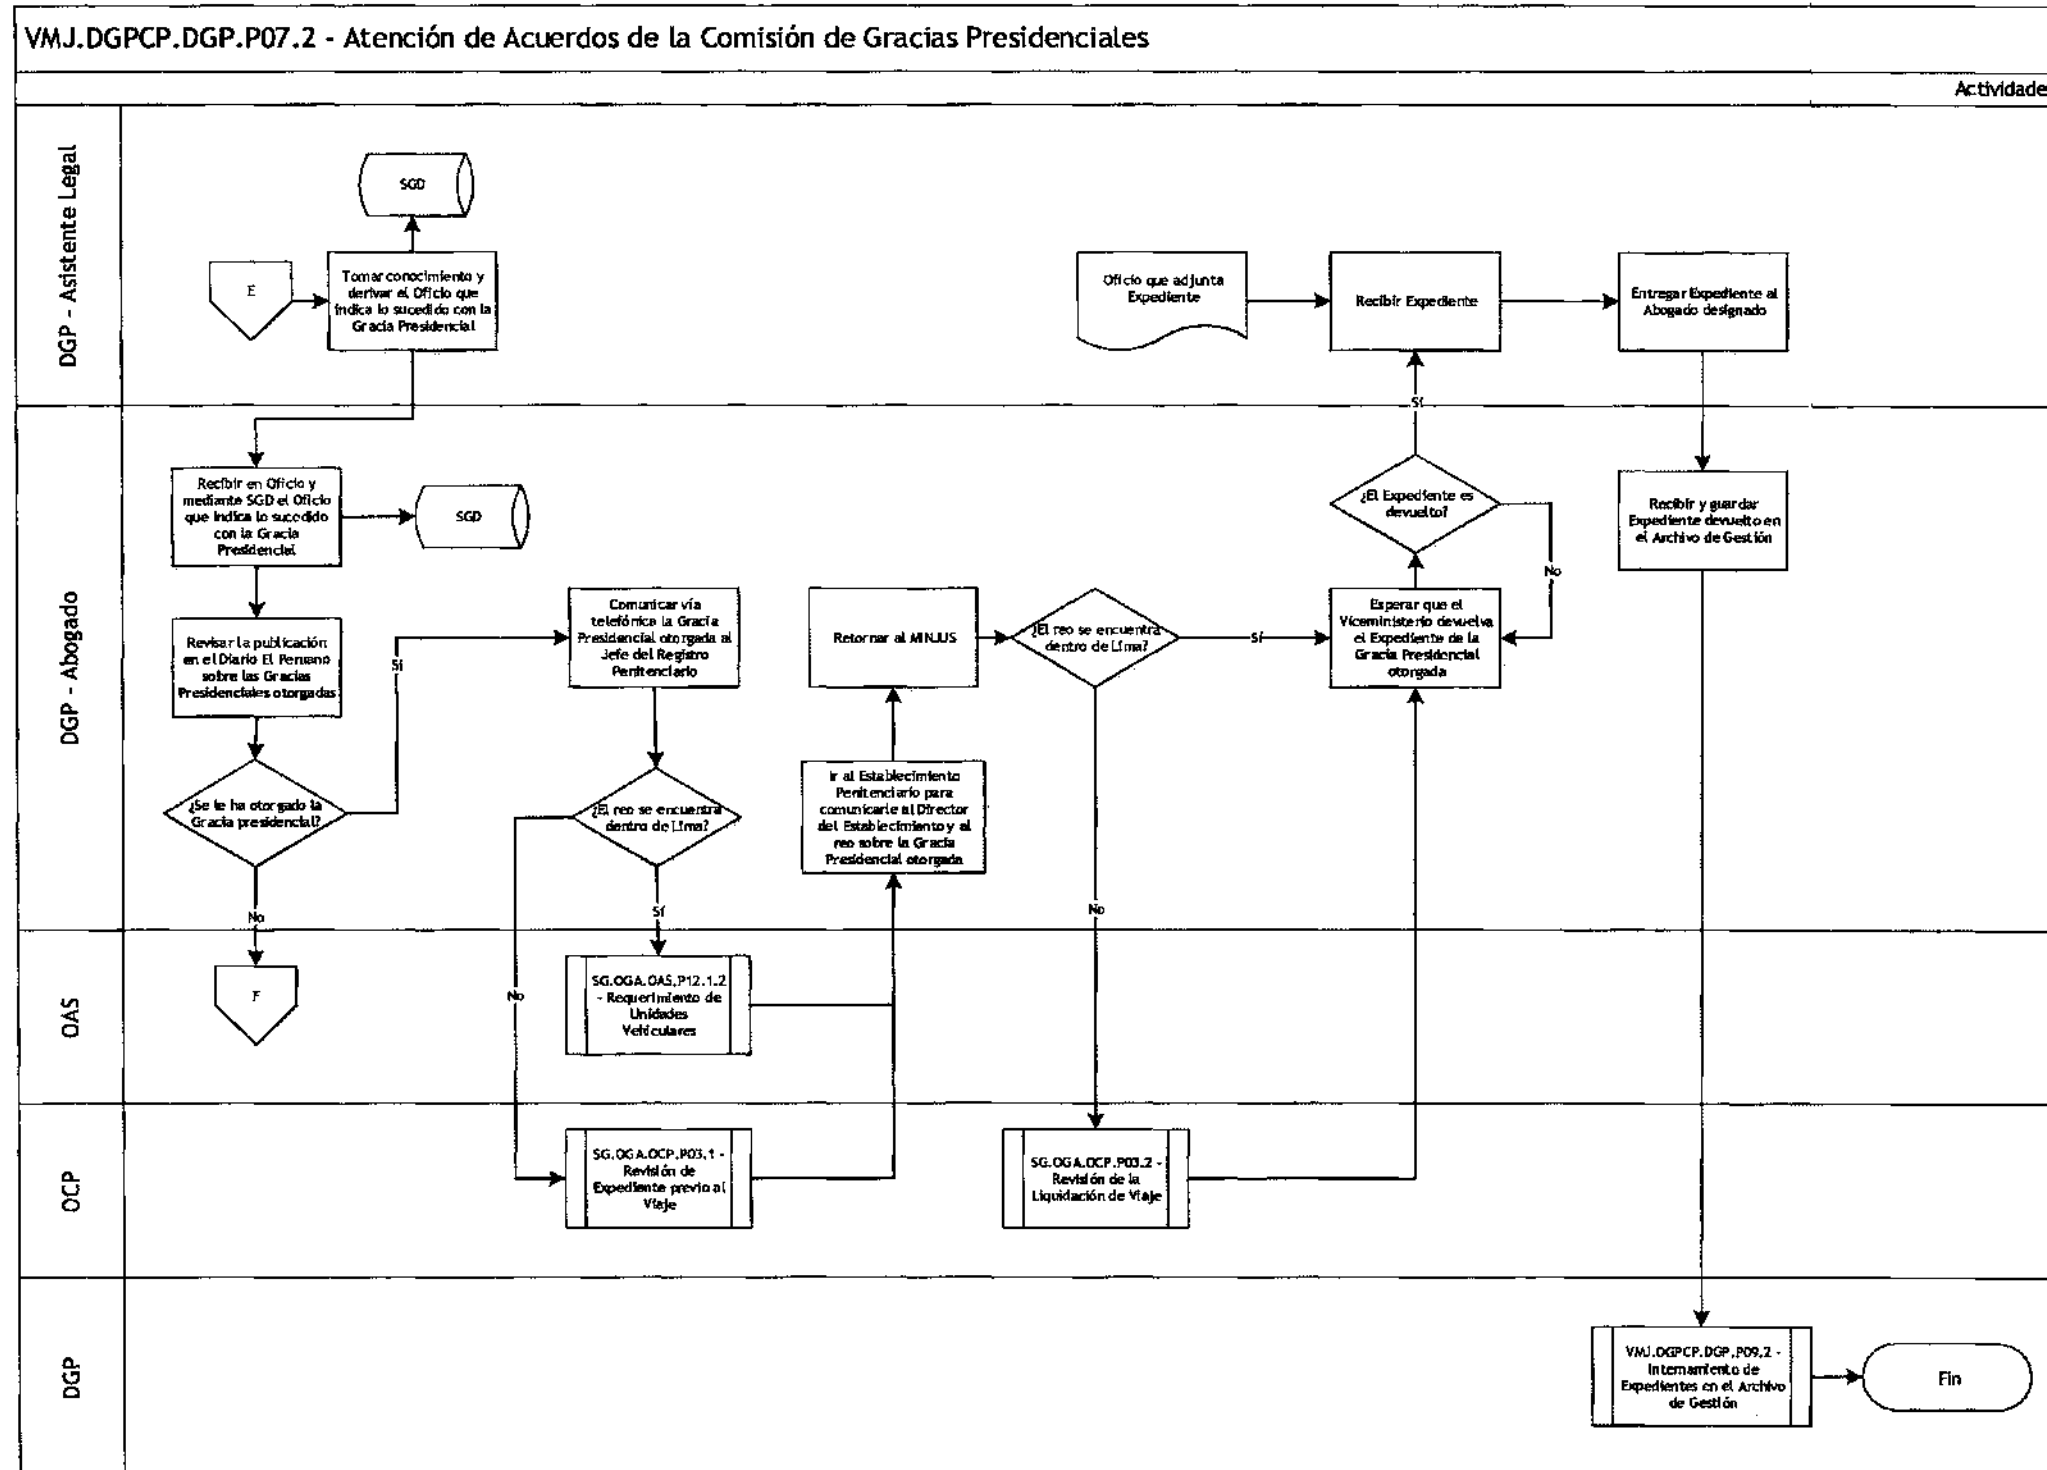 VMJ.DGPCP.DGP.P07.2 - Atención de Acuerdos de la Comisión de Gracias Presidenciales
Actividade
DGP - Asistente Legal
SGD
E
Tomar conocimiento y
derivar el Oficio que
indica lo sucedido con la
Gracia Presidencial
Oficio que adjunta
Expediente
Recibir Expediente
Entregar Expediente al
Abogado designado
Sí
DGP - Abogado
Recibir en Oficio y
mediante SGD el Oficio
que indica lo sucedido
con la Gracia
Presidencial
SGD
Revisar la publicación
en el Diario El Peruano
sobre las Gracias
Presidenciales otorgadas
¿Se le ha otorgado la
Gracia presidencial?
Sí
No
Comunicar vía
telefónica la Gracia
Presidencial otorgada al
Jefe del Registro
Penitenciario
¿El reo se encuentra
dentro de Lima?
Sí
No
Retornar al MINJUS
Ir al Establecimiento
Penitenciario para
comunicarle al Director
del Establecimiento y al
reo sobre la Gracia
Presidencial otorgada
¿El reo se encuentra
dentro de Lima?
Sí
No
¿El Expediente es
devuelto?
No
Esperar que el
Viceministerio devuelva
el Expediente de la
Gracia Presidencial
otorgada
Recibir y guardar
Expediente devuelto en
el Archivo de Gestión
OAS
F
SG.OGA.OAS.P12.1.2
- Requerimiento de
Unidades
Vehiculares
OCP
SG.OGA.OCP.P03.1 -
Revisión de
Expediente previo al
Viaje
SG.OGA.OCP.P03.2 -
Revisión de la
Liquidación de Viaje
DGP
VMJ.DGPCP.DGP.P09.2 -
Internamiento de
Expedientes en el Archivo
de Gestión
Fin